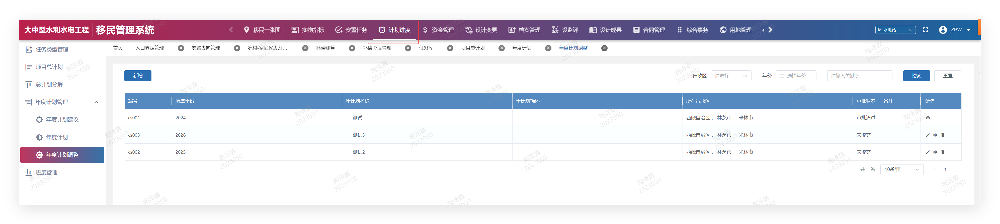 大中型水利水电工程 移民管理系统 移民一张图 实物指标 安置任务 计划进度 资金管理 设计变更 档案管理 设监评 设计成果 合同管理 综合事务 用地管理 ML水电站 ZPW
任务类型管理
项目总计划
总计划分解
年度计划管理
年度计划建议
年度计划
年度计划调整
进度管理
首页 人口界定管理 安置去向管理 农村-家庭代表及... 补偿测算 补偿协议管理 任务库 项目总计划 年度计划 年度计划调整
新增 行政区 请选择 年份 选择年份 请输入关键字 搜索 重置
编号 所属年份 年计划名称 年计划描述 所在行政区 审批状态 备注 操作
cs001 2024 测试 西藏自治区 ， 林芝市 ， 米林市 审批通过
cs003 2026 测试3 西藏自治区 ， 林芝市 ， 米林市 未提交
cs002 2025 测试2 西藏自治区 ， 林芝市 ， 米林市 未提交
共 1 条 10条/页 1
陶泽鑫
2023050